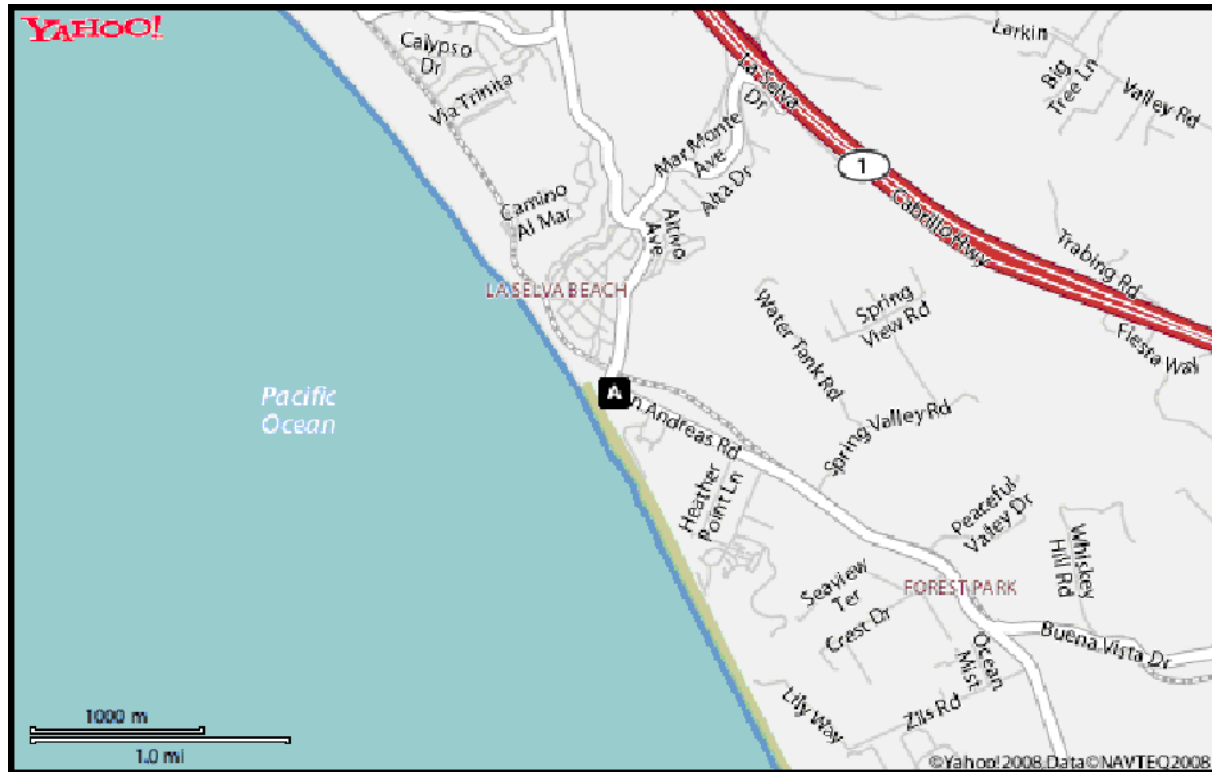 YAHOO!
Calypso
Dr
Via Trinita
La Selva
Dr
Larkin
Valley Rd
Big
Tree Ln
Mar Monte
Ave
Alta Dr
1
Camino
Al Mar
Altivo
Ave
Cabrillo Hwy
Trabing Rd
LA SELVA BEACH
Water Tank Rd
Spring
View Rd
Fiesta Way
Pacific
Ocean
A
n Andreas Rd
Spring Valley Rd
Heather
Point Ln
Peaceful
Valley Dr
Whiskey
Hill Rd
Seaview
Ter
FOREST PARK
Crest Dr
Buena Vista Dr
Ocean
Mist
Lily Way
Zils Rd
1000 m
1.0 mi
©Yahoo! 2008, Data ©NAVTEQ 2008